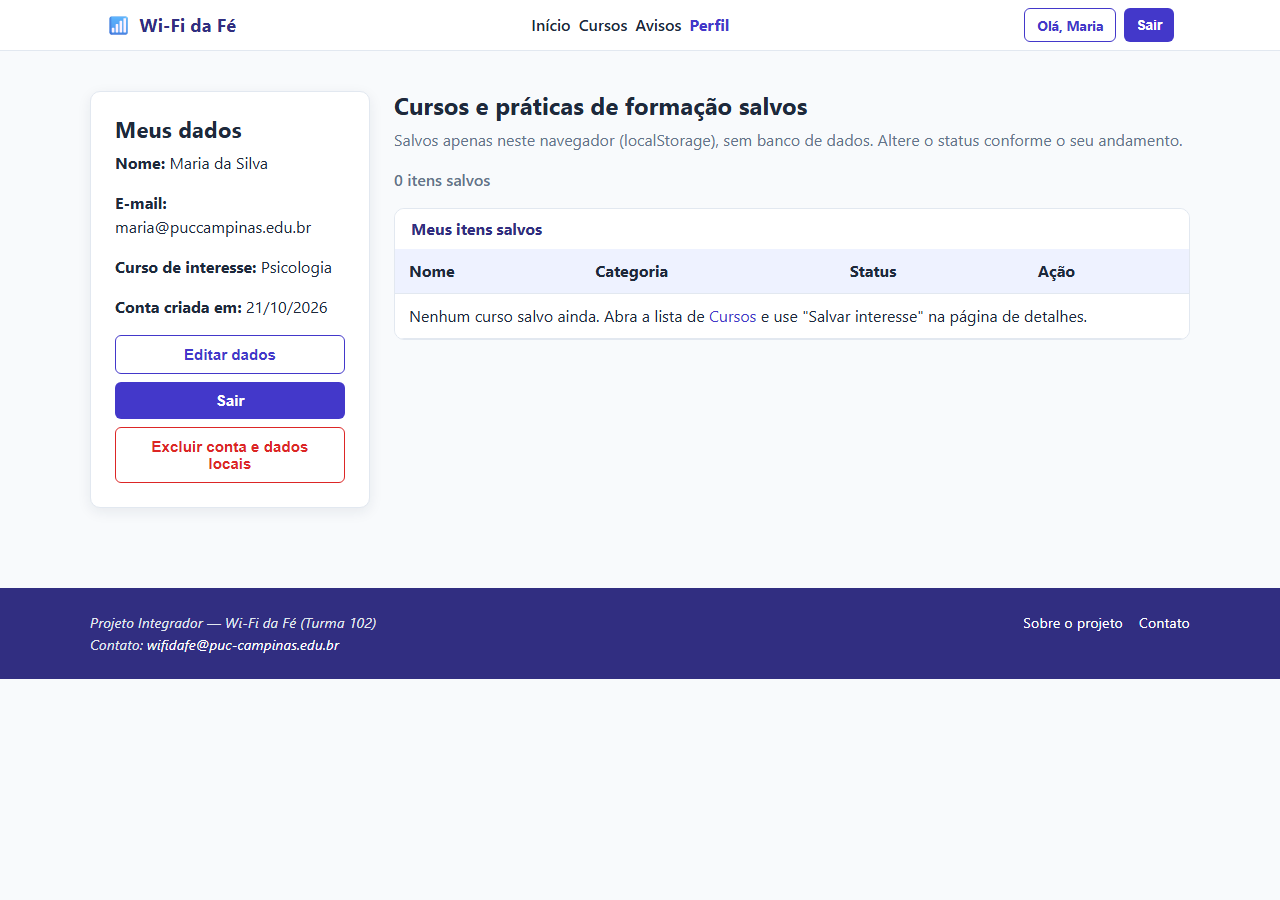 Wi-Fi da Fé
Início Cursos Avisos Perfil
Olá, Maria
Sair
Meus dados
Nome: Maria da Silva
E-mail:
maria@puccampinas.edu.br
Curso de interesse: Psicologia
Conta criada em: 21/10/2026
Editar dados
Sair
Excluir conta e dados
locais
Cursos e práticas de formação salvos
Salvos apenas neste navegador (localStorage), sem banco de dados. Altere o status conforme o seu andamento.
0 itens salvos
Meus itens salvos
Nome Categoria Status Ação
Nenhum curso salvo ainda. Abra a lista de Cursos e use "Salvar interesse" na página de detalhes.
Projeto Integrador — Wi-Fi da Fé (Turma 102)
Contato: wifidafe@puc-campinas.edu.br
Sobre o projeto Contato